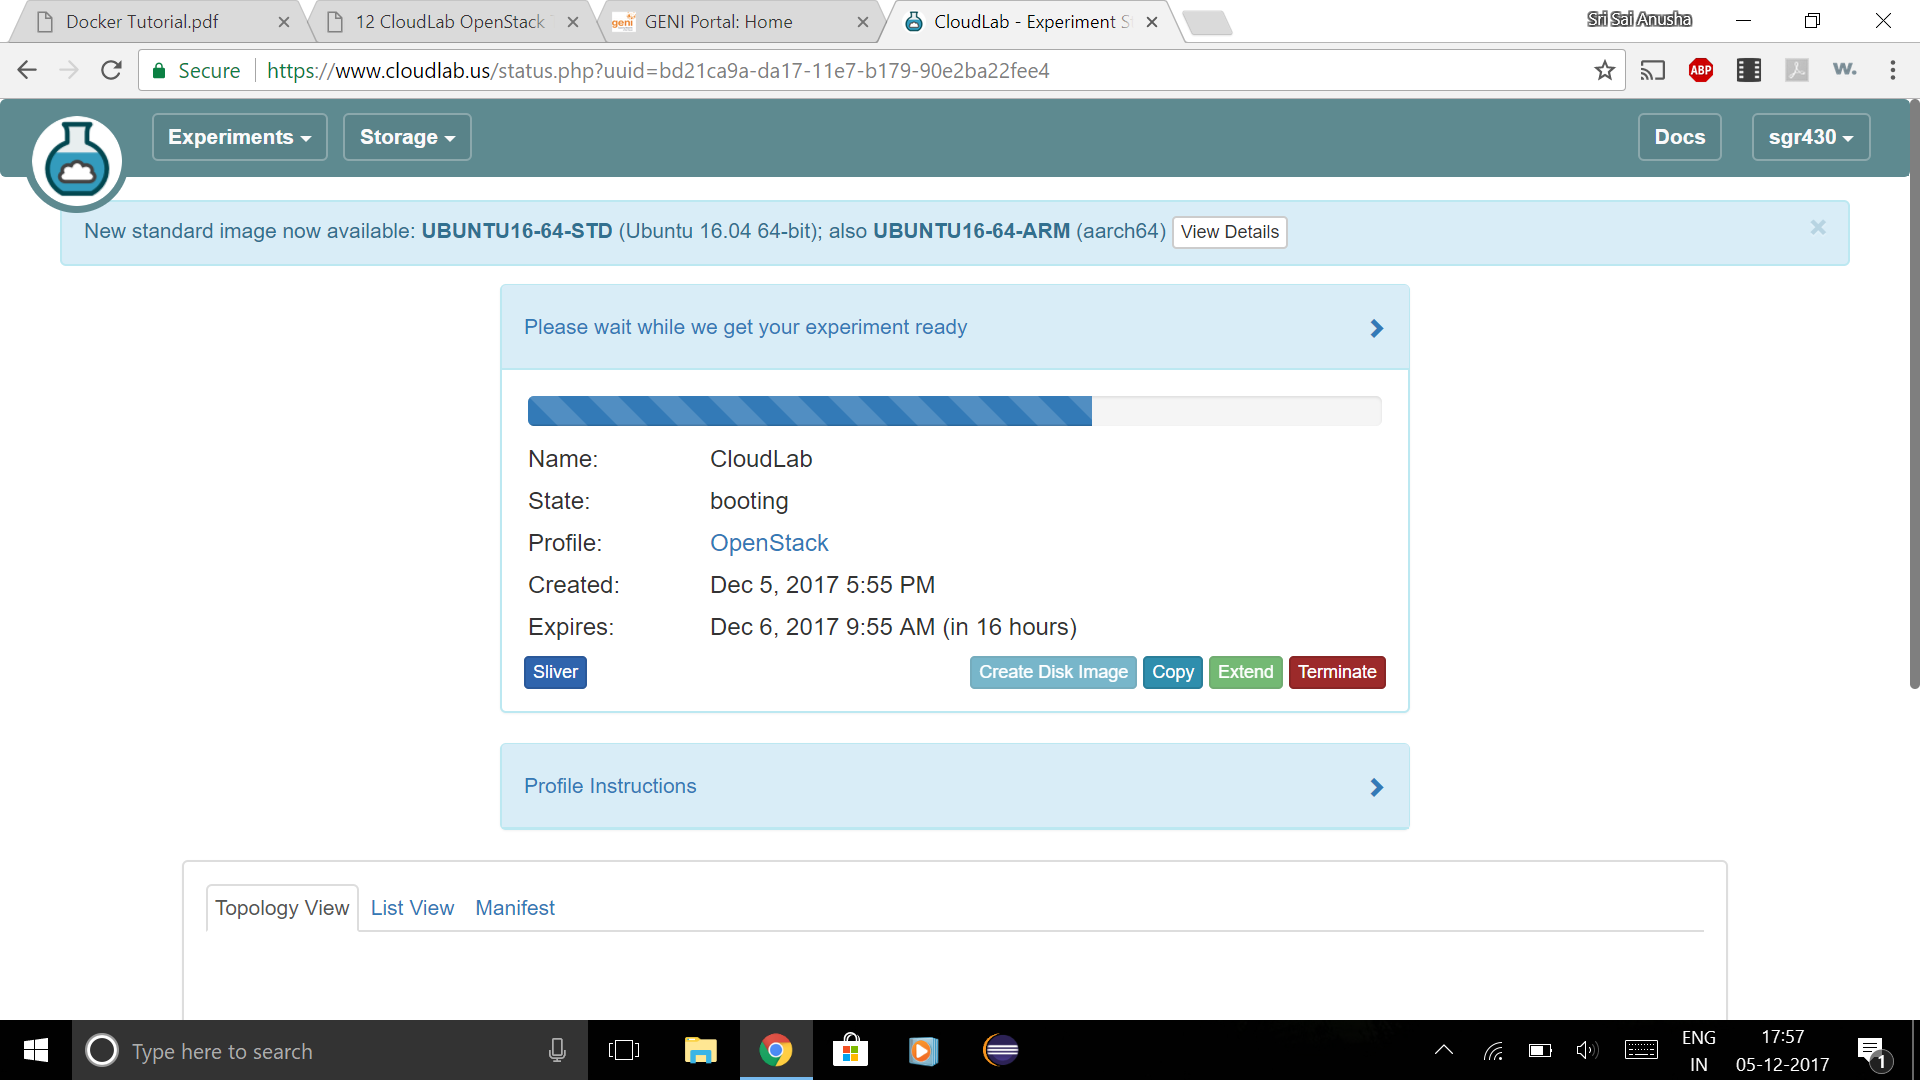 Docker Tutorial.pdf
12 CloudLab OpenStack
geni
GENI Portal: Home
CloudLab - Experiment S
Sri Sai Anusha
Secure
https://www.cloudlab.us/status.php?uuid=bd21ca9a-da17-11e7-b179-90e2ba22fee4
ABP
w.
Experiments
Storage
Docs
sgr430
New standard image now available: UBUNTU16-64-STD (Ubuntu 16.04 64-bit); also UBUNTU16-64-ARM (aarch64) View Details
Please wait while we get your experiment ready
Name: CloudLab
State: booting
Profile: OpenStack
Created: Dec 5, 2017 5:55 PM
Expires: Dec 6, 2017 9:55 AM (in 16 hours)
Sliver
Create Disk Image
Copy
Extend
Terminate
Profile Instructions
Topology View
List View
Manifest
Type here to search
ENG
IN
17:57
05-12-2017
1